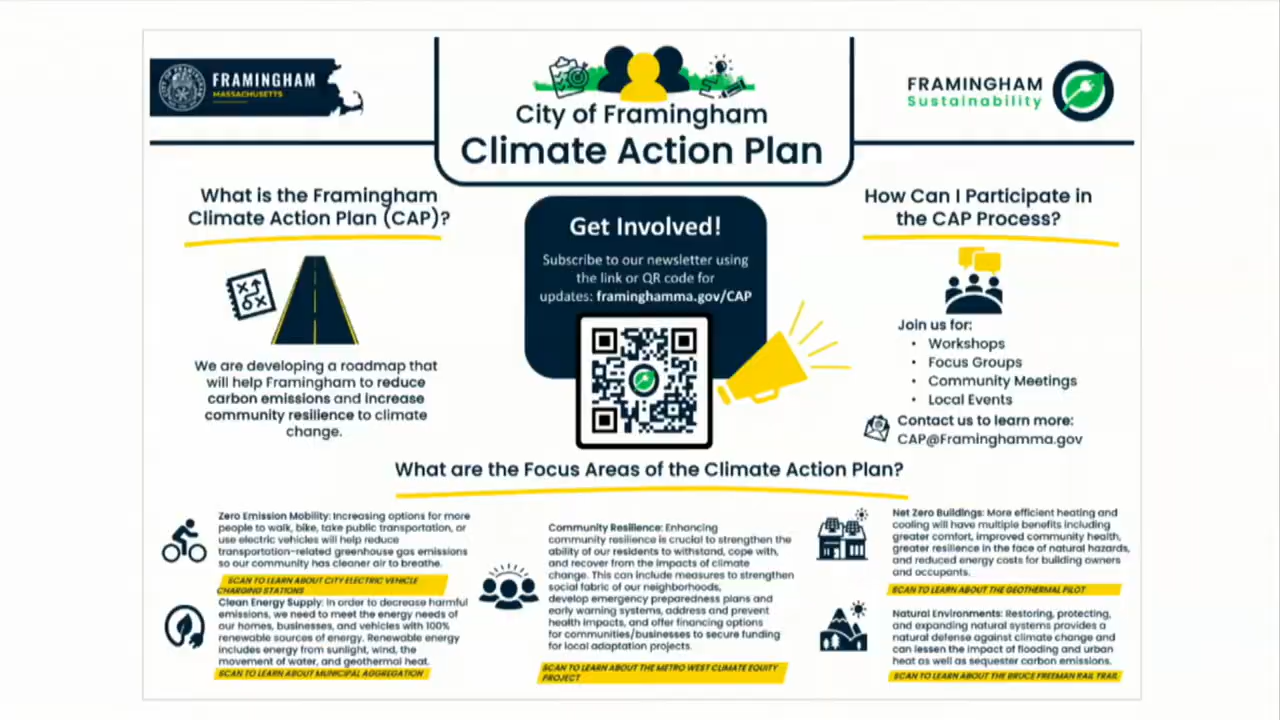 FRAMINGHAM
MASSACHUSETTS
City of Framingham
Climate Action Plan
FRAMINGHAM
Sustainability
What is the Framingham
Climate Action Plan (CAP)?
We are developing a roadmap that
will help Framingham to reduce
carbon emissions and increase
community resilience to climate
change.
Get Involved!
Subscribe to our newsletter using
the link or QR code for
updates: framinghamma.gov/CAP
How Can I Participate in
the CAP Process?
Join us for:
• Workshops
• Focus Groups
• Community Meetings
• Local Events
Contact us to learn more:
CAP@Framinghamma.gov
What are the Focus Areas of the Climate Action Plan?
Zero Emission Mobility: Increasing options for more
people to walk, bike, take public transportation, or
use electric vehicles will help reduce
transportation-related greenhouse gas emissions
so our community has cleaner air to breathe.
SCAN TO LEARN ABOUT CITY ELECTRIC VEHICLE
CHARGING STATIONS
Clean Energy Supply: In order to decrease harmful
emissions, we need to meet the energy needs of
our homes, businesses, and vehicles with 100%
renewable sources of energy. Renewable energy
includes energy from sunlight, wind, the
movement of water, and geothermal heat.
SCAN TO LEARN ABOUT MUNICIPAL AGGREGATION
Community Resilience: Enhancing
community resilience is crucial to strengthen the
ability of our residents to withstand, cope with,
and recover from the impacts of climate
change. This can include measures to strengthen
social fabric of our neighborhoods,
develop emergency preparedness plans and
early warning systems, address and prevent
health impacts, and offer financing options
for communities/businesses to secure funding
for local adaptation projects.
SCAN TO LEARN ABOUT THE METRO WEST CLIMATE EQUITY
PROJECT
Net Zero Buildings: More efficient heating and
cooling will have multiple benefits including
greater comfort, improved community health,
greater resilience in the face of natural hazards,
and reduced energy costs for building owners
and occupants.
SCAN TO LEARN ABOUT THE GEOTHERMAL PILOT
Natural Environments: Restoring, protecting,
and expanding natural systems provides a
natural defense against climate change and
can lessen the impact of flooding and urban
heat as well as sequester carbon emissions.
SCAN TO LEARN ABOUT THE BRUCE FREEMAN RAIL TRAIL